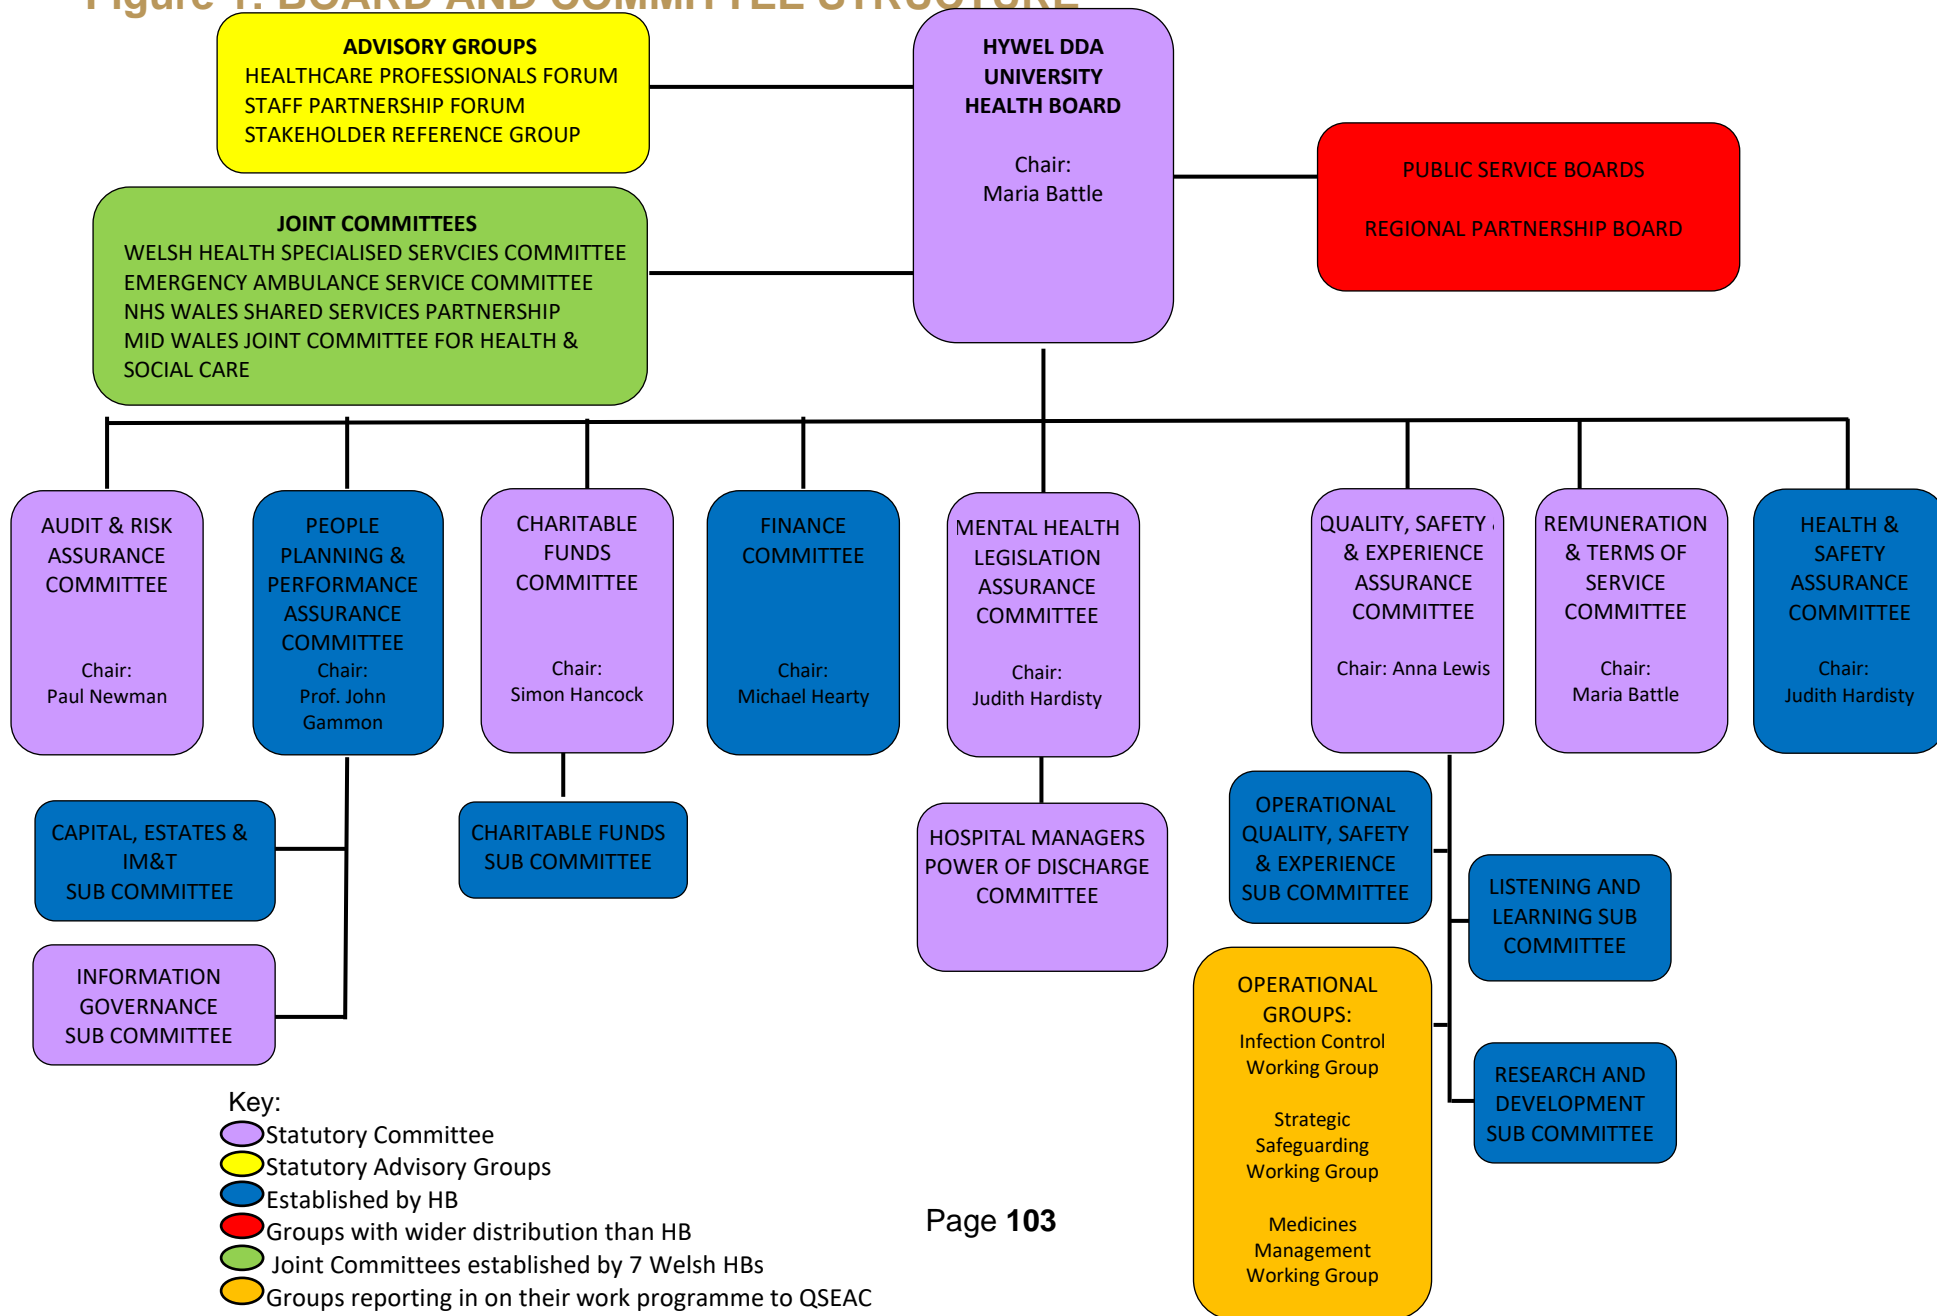 Figure 1: BOARD AND COMMITTEE STRUCTURE
ADVISORY GROUPS
HEALTHCARE PROFESSIONALS FORUM
STAFF PARTNERSHIP FORUM
STAKEHOLDER REFERENCE GROUP
HYWEL DDA
UNIVERSITY
HEALTH BOARD
Chair:
Maria Battle
PUBLIC SERVICE BOARDS
REGIONAL PARTNERSHIP BOARD
JOINT COMMITTEES
WELSH HEALTH SPECIALISED SERVCIES COMMITTEE
EMERGENCY AMBULANCE SERVICE COMMITTEE
NHS WALES SHARED SERVICES PARTNERSHIP
MID WALES JOINT COMMITTEE FOR HEALTH &
SOCIAL CARE
AUDIT & RISK
ASSURANCE
COMMITTEE
Chair:
Paul Newman
PEOPLE
PLANNING &
PERFORMANCE
ASSURANCE
COMMITTEE
Chair:
Prof. John
Gammon
CHARITABLE
FUNDS
COMMITTEE
Chair:
Simon Hancock
FINANCE
COMMITTEE
Chair:
Michael Hearty
MENTAL HEALTH
LEGISLATION
ASSURANCE
COMMITTEE
Chair:
Judith Hardisty
QUALITY, SAFETY &
& EXPERIENCE
ASSURANCE
COMMITTEE
Chair: Anna Lewis
REMUNERATION
& TERMS OF
SERVICE
COMMITTEE
Chair:
Maria Battle
HEALTH &
SAFETY
ASSURANCE
COMMITTEE
Chair:
Judith Hardisty
CAPITAL, ESTATES &
IM&T
SUB COMMITTEE
INFORMATION
GOVERNANCE
SUB COMMITTEE
CHARITABLE FUNDS
SUB COMMITTEE
HOSPITAL MANAGERS
POWER OF DISCHARGE
COMMITTEE
OPERATIONAL
QUALITY, SAFETY
& EXPERIENCE
SUB COMMITTEE
LISTENING AND
LEARNING SUB
COMMITTEE
OPERATIONAL
GROUPS:
Infection Control
Working Group
Strategic
Safeguarding
Working Group
Medicines
Management
Working Group
RESEARCH AND
DEVELOPMENT
SUB COMMITTEE
Key:
Statutory Committee
Statutory Advisory Groups
Established by HB
Groups with wider distribution than HB
Joint Committees established by 7 Welsh HBs
Groups reporting in on their work programme to QSEAC
Page 103